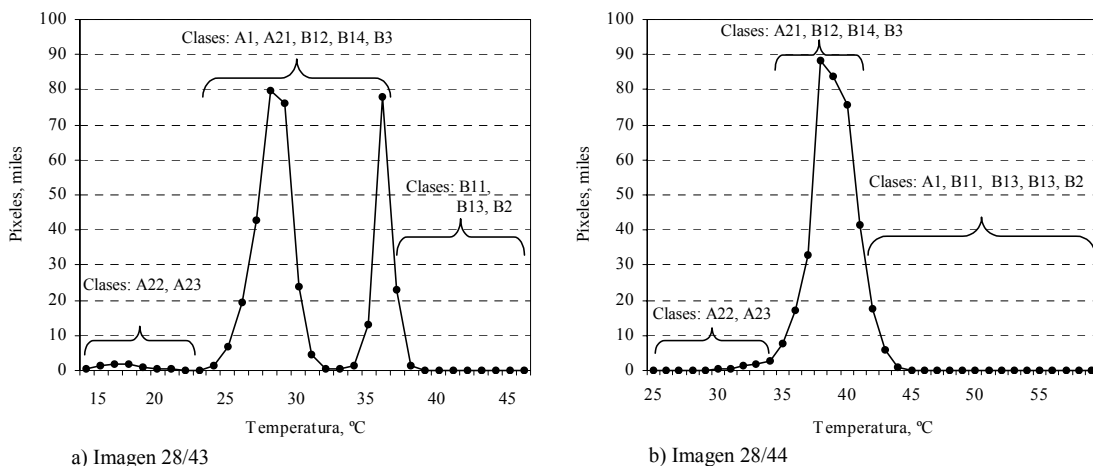 100
90
80
70
60
50
40
30
20
10
0
Píxeles, miles
Clases: A1, A21, B12, B14, B3
Clases: B11,
B13, B2
Clases: A22, A23
15 20 25 30 35 40 45
Temperatura, ºC
a) Imagen 28/43
100
90
80
70
60
50
40
30
20
10
0
Píxeles, miles
Clases:
A21, B12, B14, B3
Clases: A1, B11, B13, B13, B2
Clases: A22, A23
25 30 35 40 45 50 55
Temperatura, ºC
b) Imagen 28/44